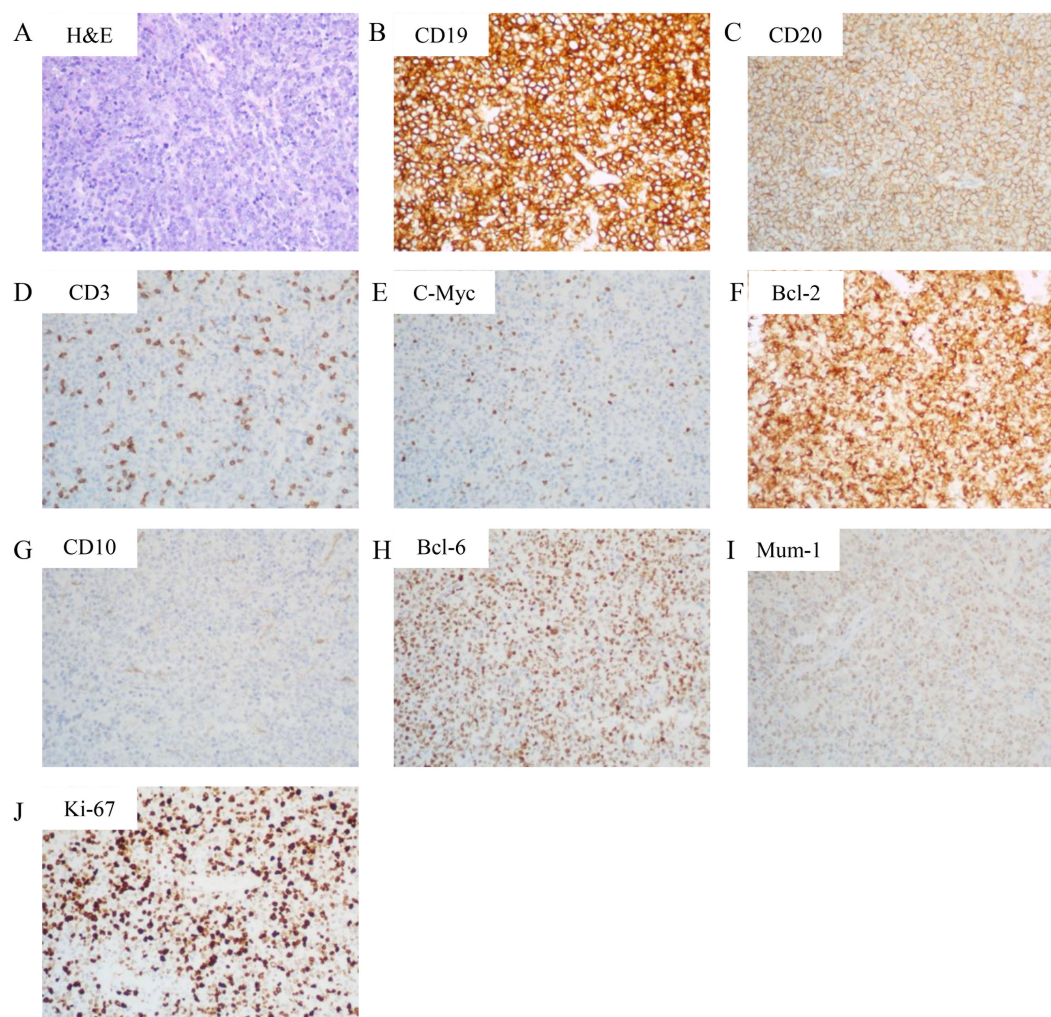 A H&E
B CD19
C CD20
D CD3
E C-Myc
F Bcl-2
G CD10
H Bcl-6
I Mum-1
J Ki-67